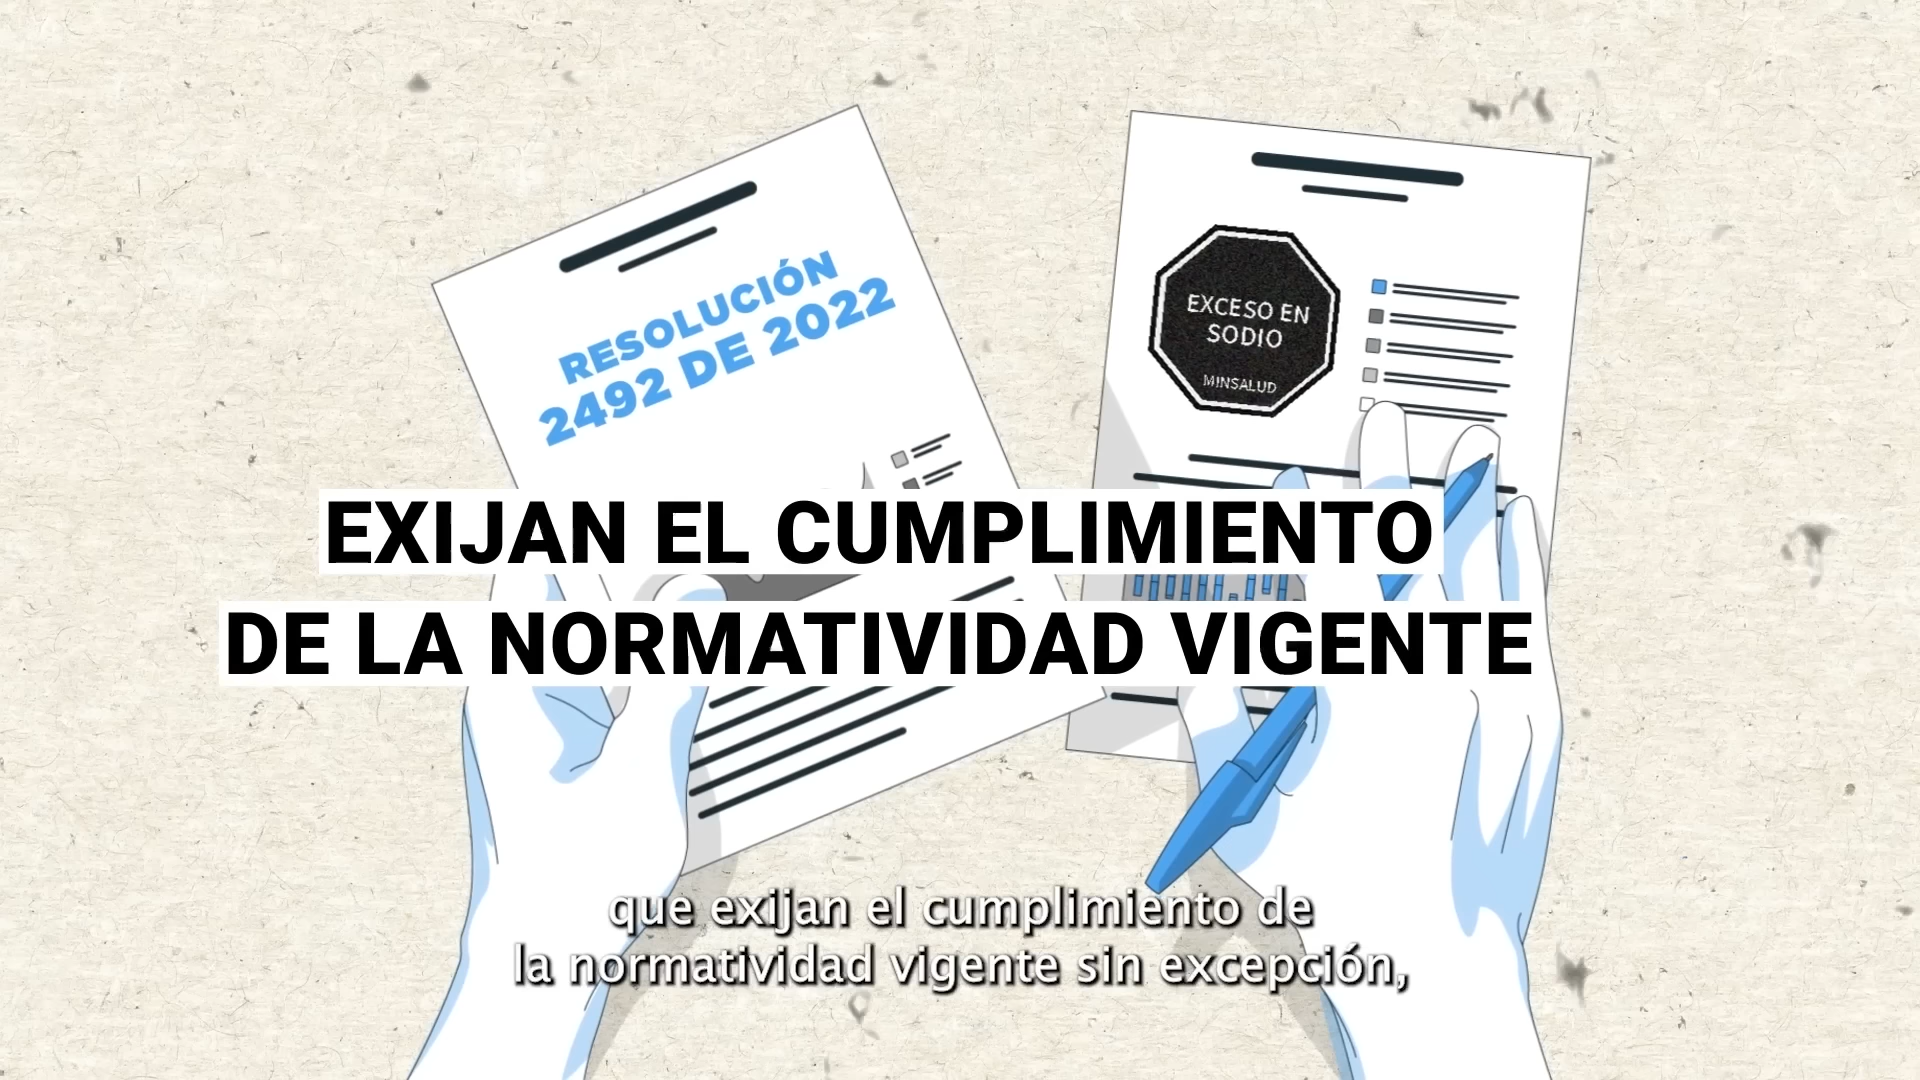 RESOLUCIÓN
2492 DE 2022
EXCESO EN
SODIO
MINSALUD
EXIJAN EL CUMPLIMIENTO
DE LA NORMATIVIDAD VIGENTE
que exijan el cumplimiento de
la normatividad vigente sin excepción,